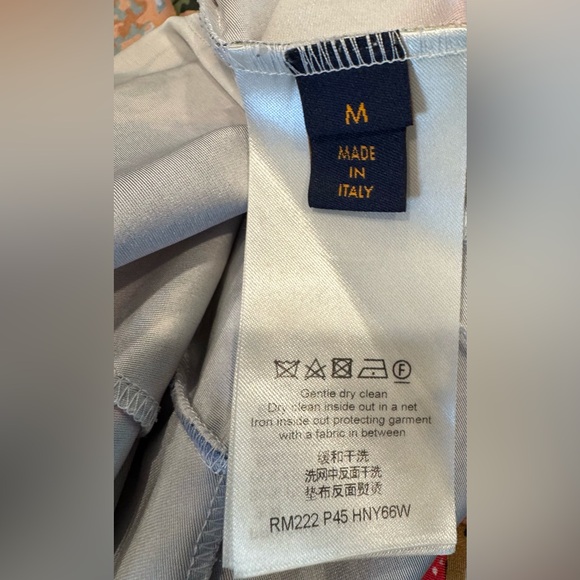 M
MADE
IN
ITALY
F
Gentle dry clean
Dry clean inside out in a net
Iron inside out protecting garment
with a fabric in between
缓和干洗
洗网中反面干洗
垫布反面熨烫
RM222 P45 HNY66W